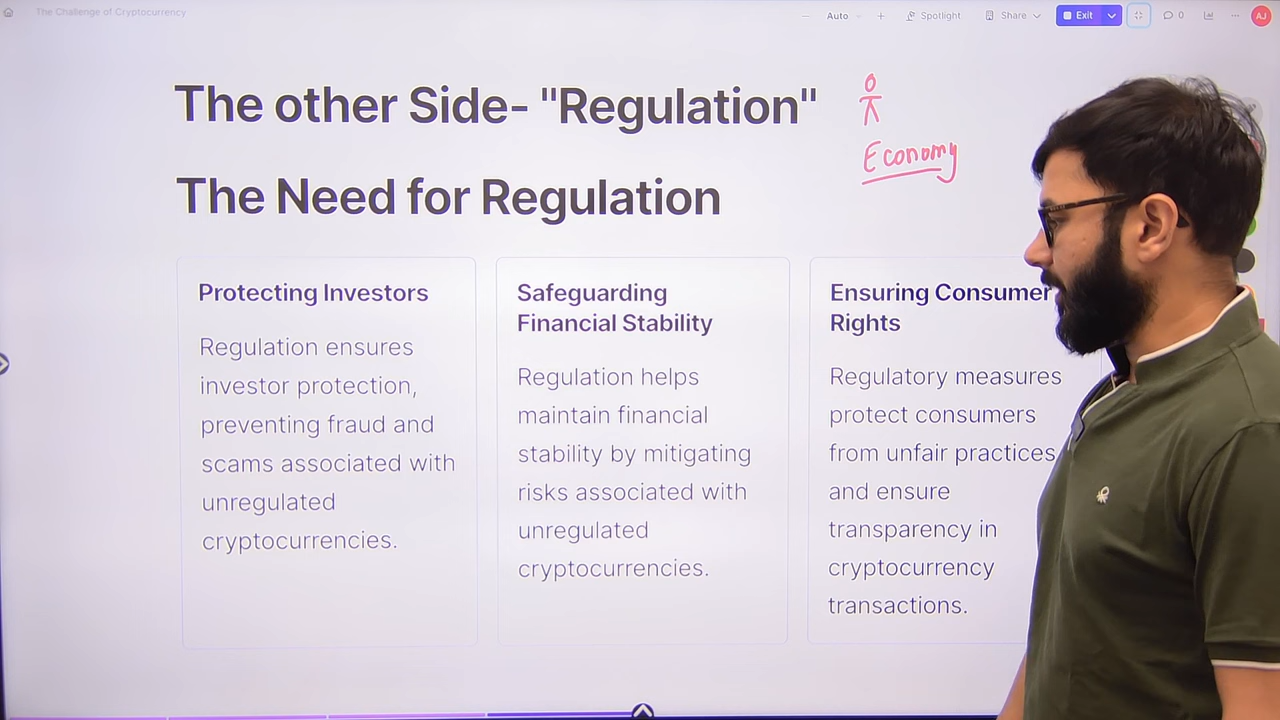 The Challenge of Cryptocurrency
Auto
Spotlight
Share
Exit
0
AJ
The other Side- "Regulation"
Economy
The Need for Regulation
Protecting Investors
Regulation ensures
investor protection,
preventing fraud and
scams associated with
unregulated
cryptocurrencies.
Safeguarding
Financial Stability
Regulation helps
maintain financial
stability by mitigating
risks associated with
unregulated
cryptocurrencies.
Ensuring Consumer
Rights
Regulatory measures
protect consumers
from unfair practices
and ensure
transparency in
cryptocurrency
transactions.